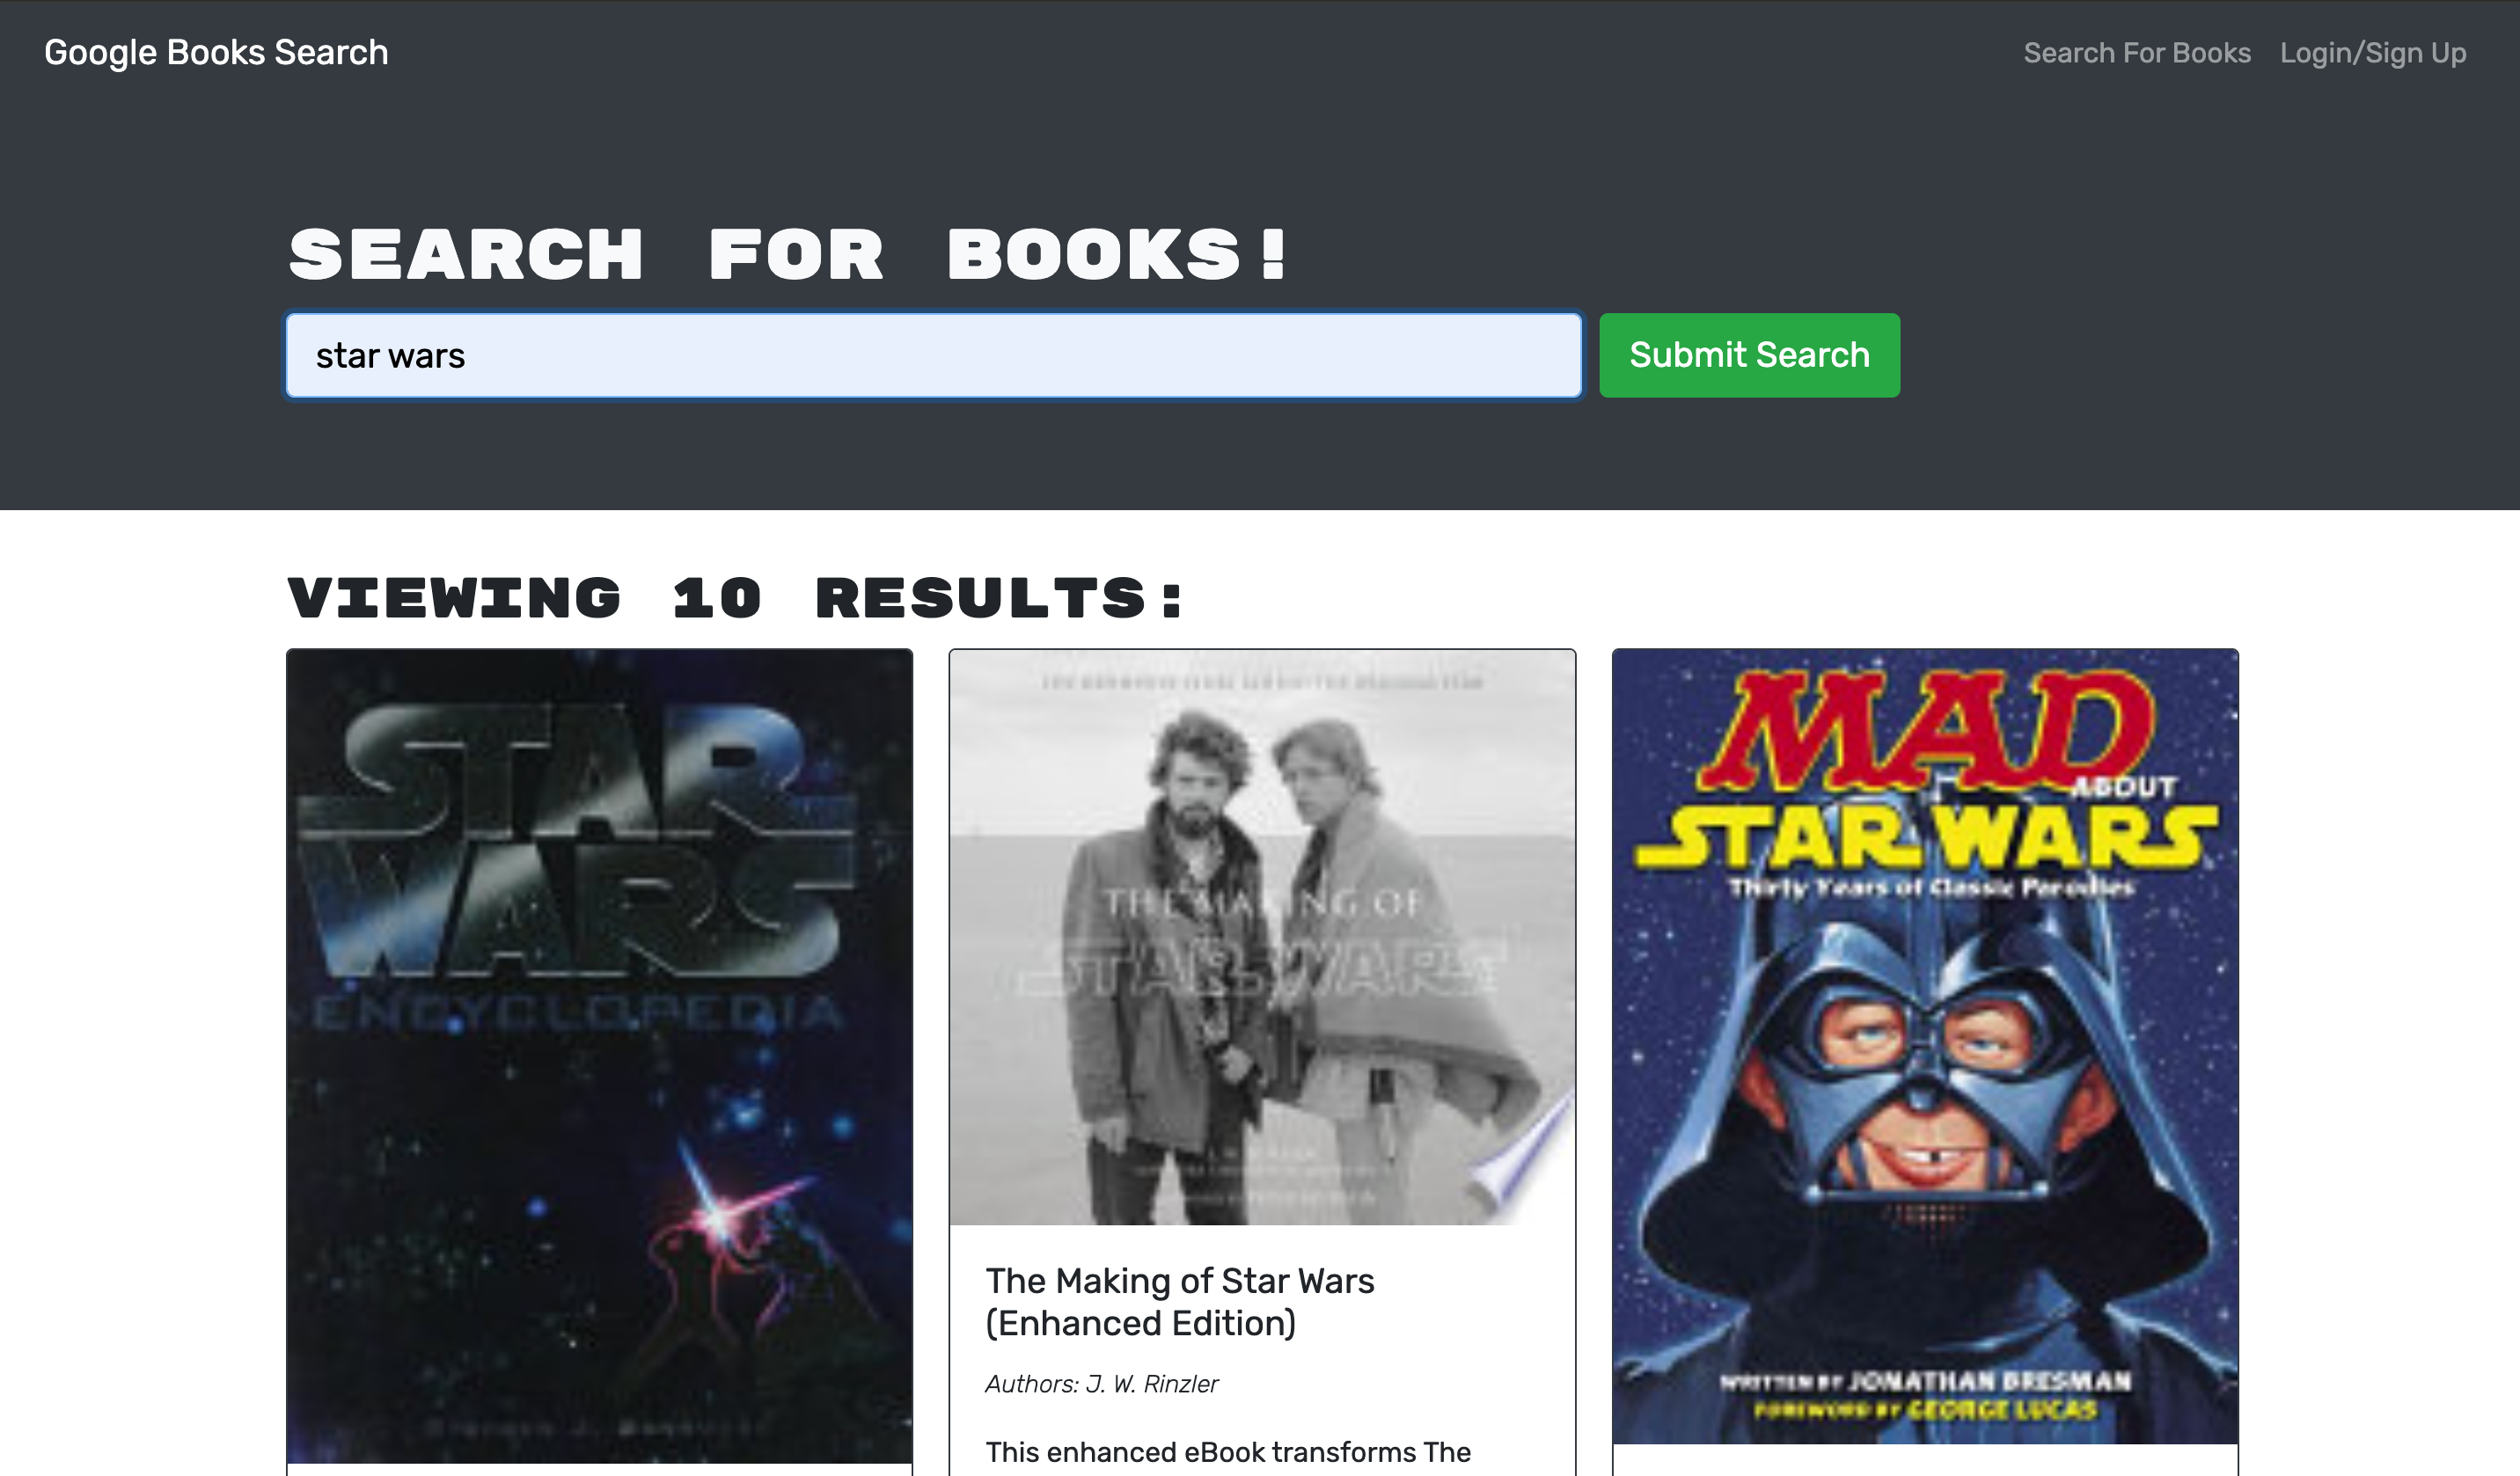 Google Books Search
Search For Books
Login/Sign Up
SEARCH FOR BOOKS!
star wars
Submit Search
VIEWING 10 RESULTS:
STAR
WARS
ENCYCLOPEDIA
THE MAKING OF
STAR WARS
The Making of Star Wars
(Enhanced Edition)
Authors: J. W. Rinzler
This enhanced eBook transforms The
MAD
ABOUT
STAR WARS
Thirty Years of Classic Parodies
WRITTEN BY JONATHAN BRESMAN
FOREWORD BY GEORGE LUCAS